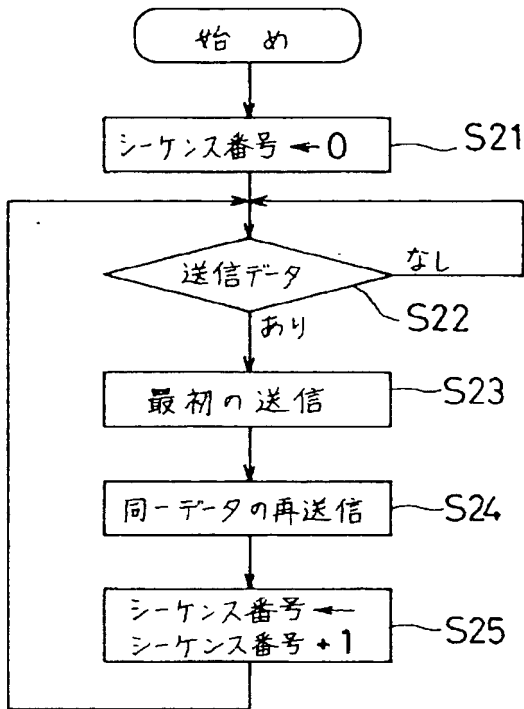 始め
シーケンス番号 ← 0
S21
送信データ
なし
S22
あり
最初の送信
S23
同一データの再送信
S24
シーケンス番号 ←
シーケンス番号 + 1
S25